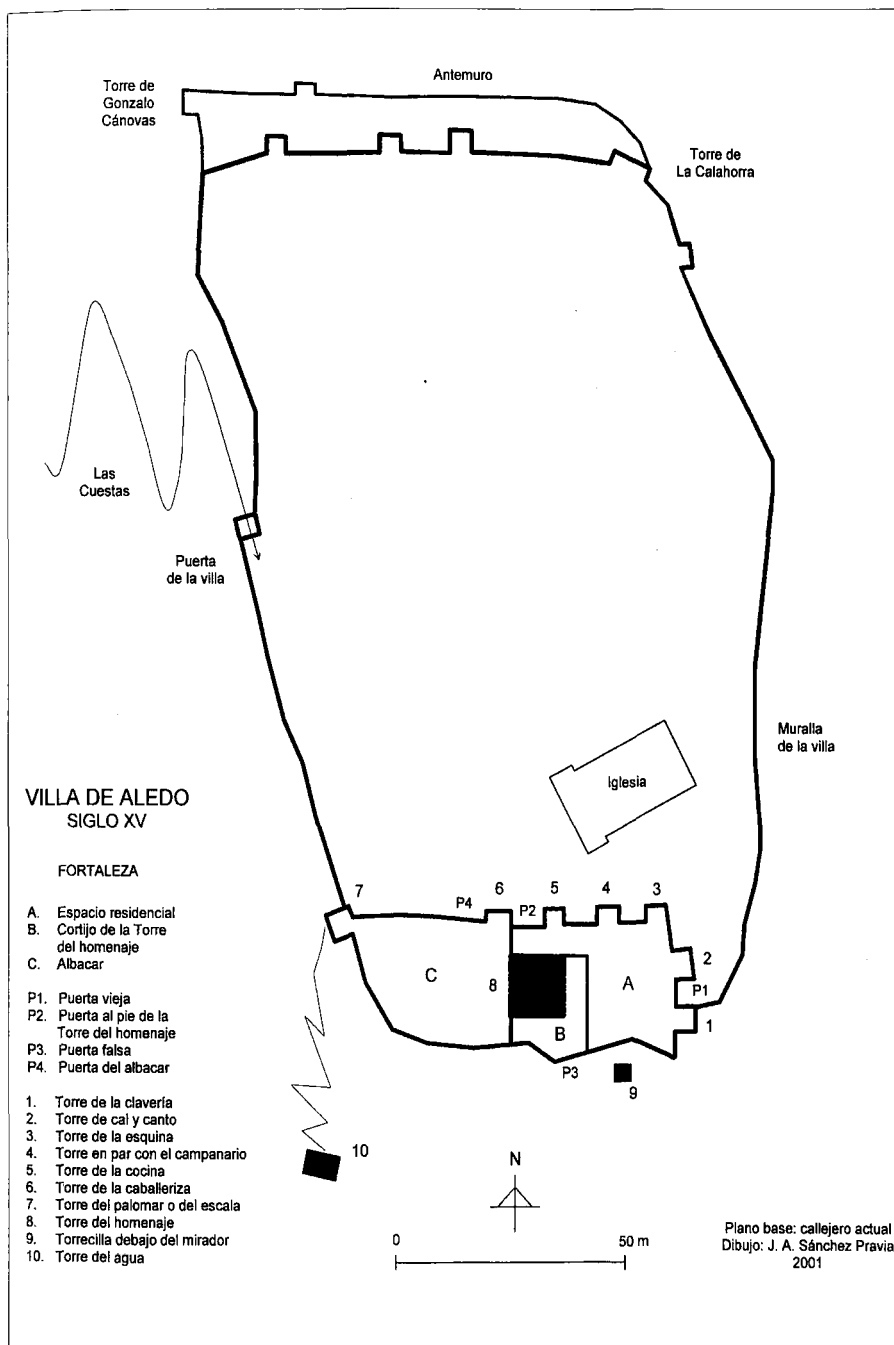 Antemuro
Torre de
Gonzalo
Cánovas
Torre de
La Calahorra
Las
Cuestas
Puerta
de la villa
Iglesia
Muralla
de la villa
VILLA DE ALEDO
SIGLO XV
FORTALEZA
A. Espacio residencial
B. Cortijo de la Torre
del homenaje
C. Albacar
P1. Puerta vieja
P2. Puerta al pie de la
Torre del homenaje
P3. Puerta falsa
P4. Puerta del albacar
1. Torre de la clavería
2. Torre de cal y canto
3. Torre de la esquina
4. Torre en par con el campanario
5. Torre de la cocina
6. Torre de la caballeriza
7. Torre del palomar o del escala
8. Torre del homenaje
9. Torrecilla debajo del mirador
10. Torre del agua
7
P4
6
P2
5
4
3
2
P1
1
C
8
A
B
P3
9
10
N
0
50 m
Plano base: callejero actual
Dibujo: J. A. Sánchez Pravia
2001